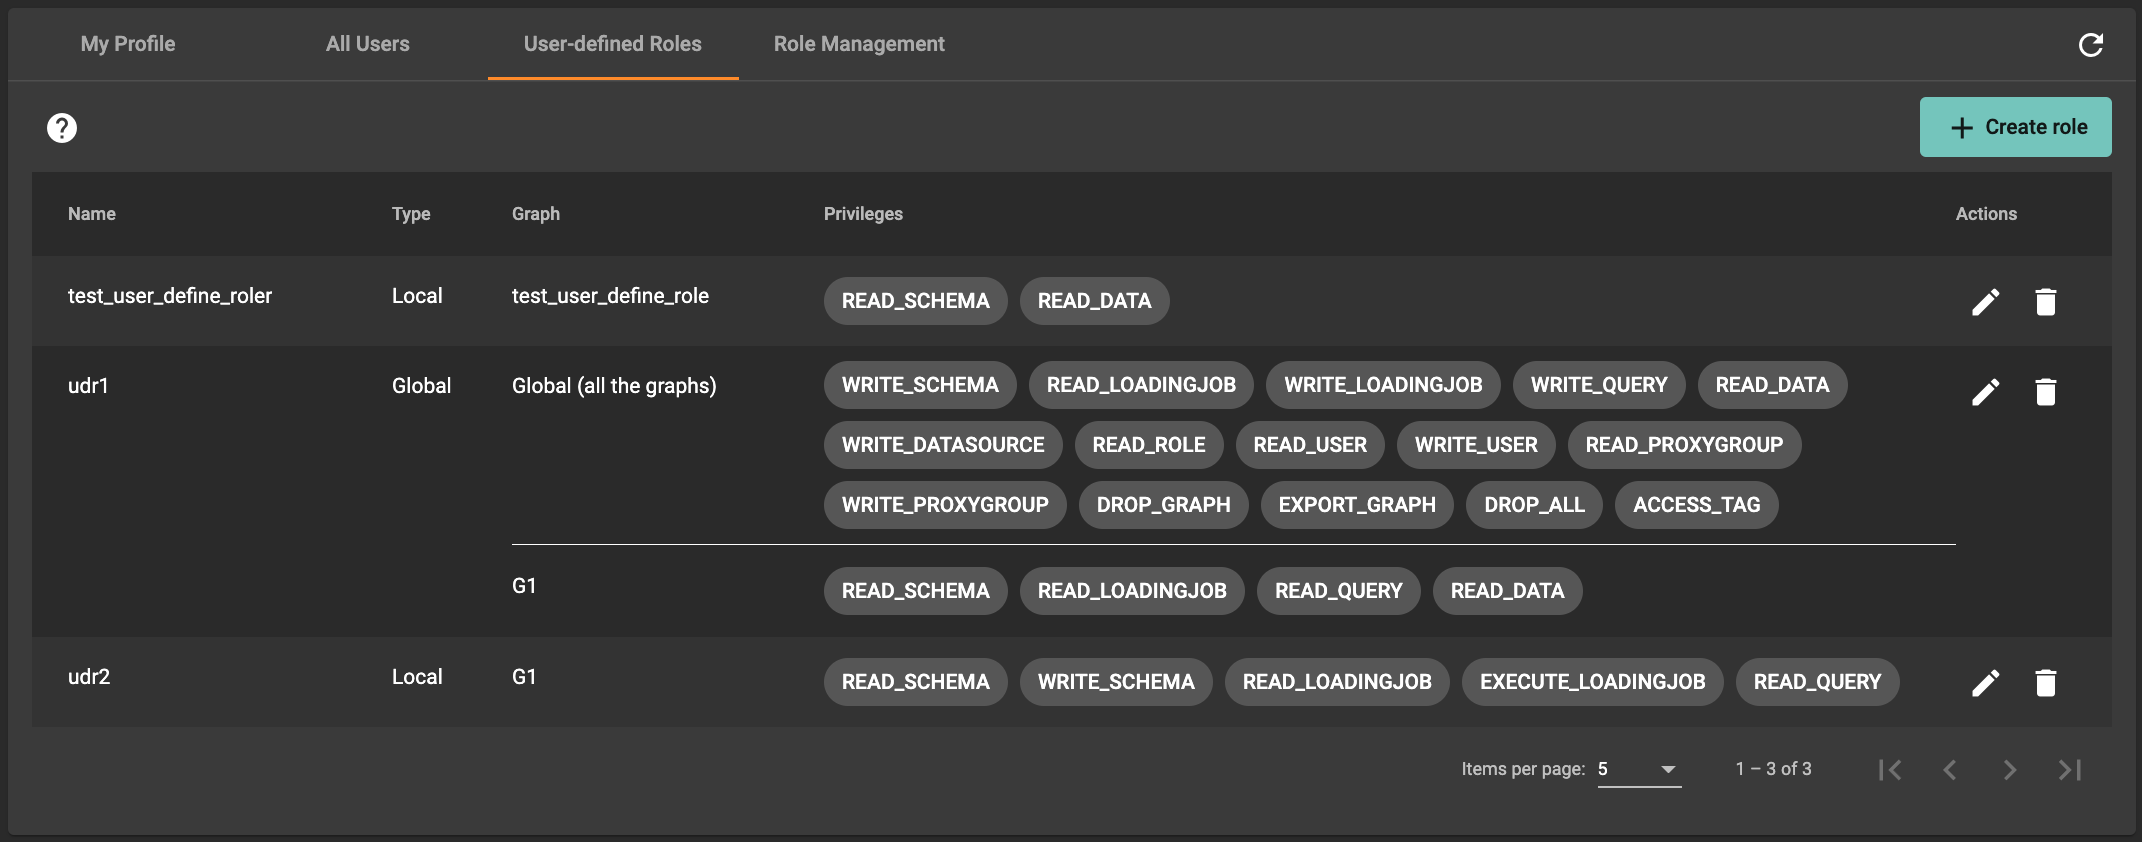 My Profile All Users User-defined Roles Role Management
? + Create role
Name Type Graph Privileges Actions
test_user_define_roler Local test_user_define_role READ_SCHEMA READ_DATA
udr1 Global Global (all the graphs) WRITE_SCHEMA READ_LOADINGJOB WRITE_LOADINGJOB WRITE_QUERY READ_DATA
WRITE_DATASOURCE READ_ROLE READ_USER WRITE_USER READ_PROXYGROUP
WRITE_PROXYGROUP DROP_GRAPH EXPORT_GRAPH DROP_ALL ACCESS_TAG
G1 READ_SCHEMA READ_LOADINGJOB READ_QUERY READ_DATA
udr2 Local G1 READ_SCHEMA WRITE_SCHEMA READ_LOADINGJOB EXECUTE_LOADINGJOB READ_QUERY
Items per page: 5 1 – 3 of 3